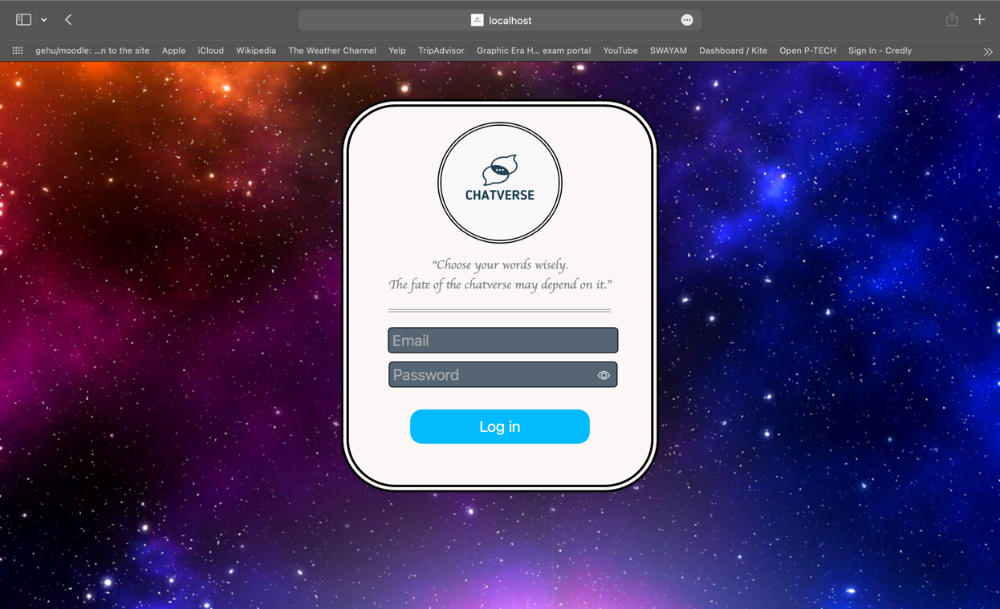 localhost
gehu/moodle: ...n to the site Apple iCloud Wikipedia The Weather Channel Yelp TripAdvisor Graphic Era H... exam portal YouTube SWAYAM Dashboard / Kite Open P-TECH Sign In - Credly
CHATVERSE
“Choose your words wisely.
The fate of the chatverse may depend on it.”
Email
Password
Log in